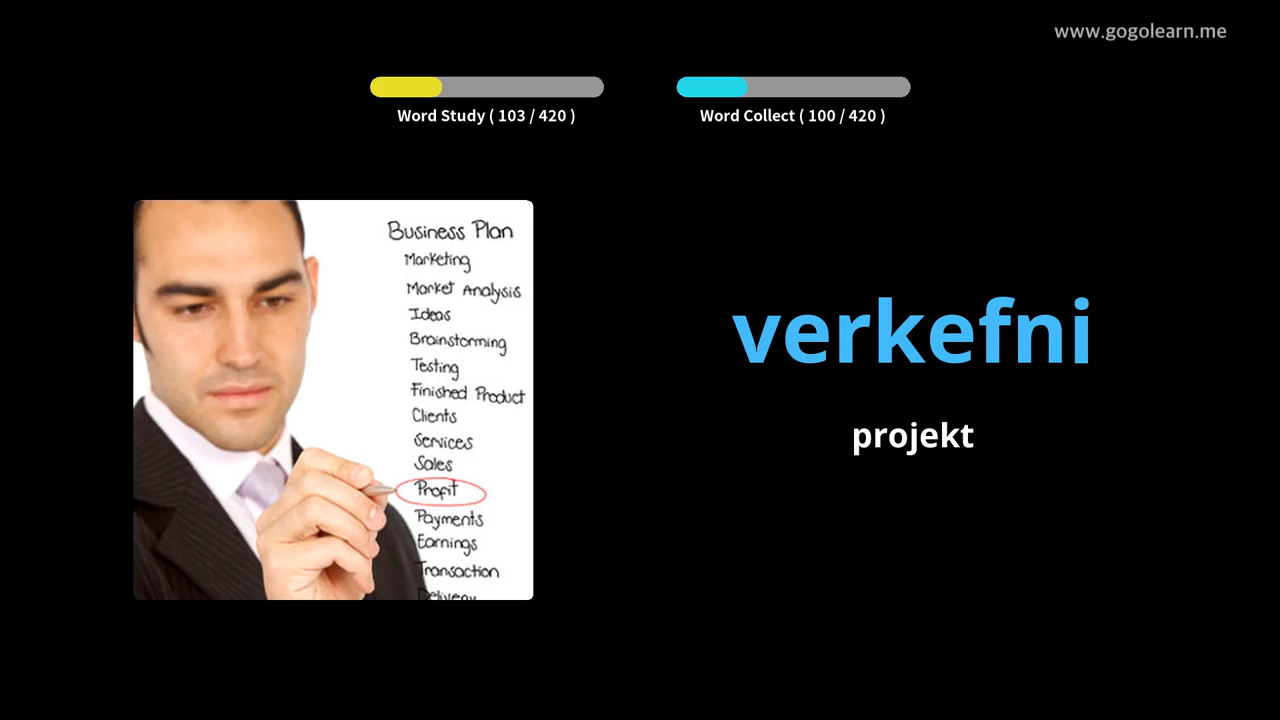 www.gogolearn.me
Word Study ( 103 / 420 )
Word Collect ( 100 / 420 )
Business Plan
Marketing
Market Analysis
Ideas
Brainstorming
Testing
Finished Product
Clients
Services
Sales
Profit
Payments
Earnings
Transaction
Delivery
verkefni
projekt